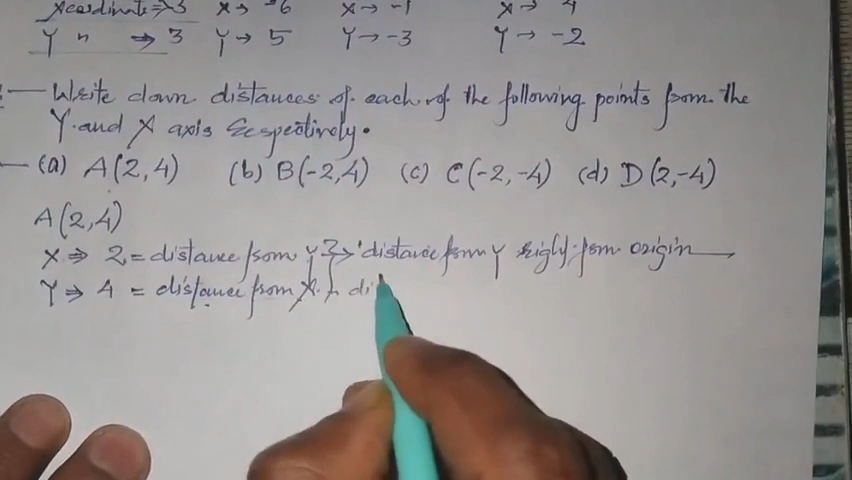 Xcordinate ⇒ -3 X → -6 X → -1 X → 4
Y " ⇒ 3 Y → 5 Y → -3 Y → -2
Write down distances of each of the following points from the
Y and X axis Respectively.
(a) A(2,4) (b) B(-2,4) (c) C(-2,-4) (d) D(2,-4)
A(2,4)
X ⇒ 2 = distance from Y distance from Y from origin
Y ⇒ 4 = distance from X. di